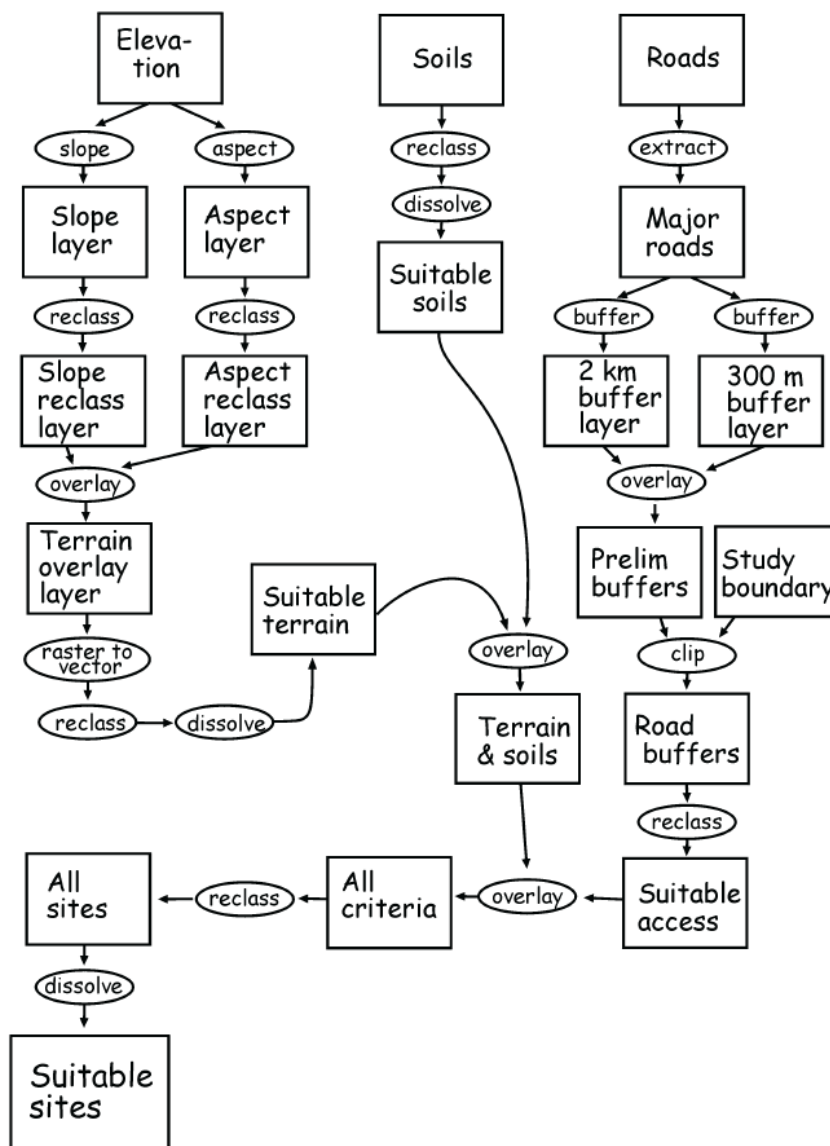 Eleva-
tion
Soils
Roads
slope
aspect
reclass
extract
dissolve
Slope
layer
Aspect
layer
Major
roads
Suitable
soils
reclass
reclass
buffer
buffer
Slope
reclass
layer
Aspect
reclass
layer
2 km
buffer
layer
300 m
buffer
layer
overlay
overlay
Terrain
overlay
layer
Prelim
buffers
Study
boundary
Suitable
terrain
raster to
vector
overlay
clip
reclass
dissolve
Terrain
& soils
Road
buffers
reclass
All
sites
reclass
All
criteria
overlay
Suitable
access
dissolve
Suitable
sites